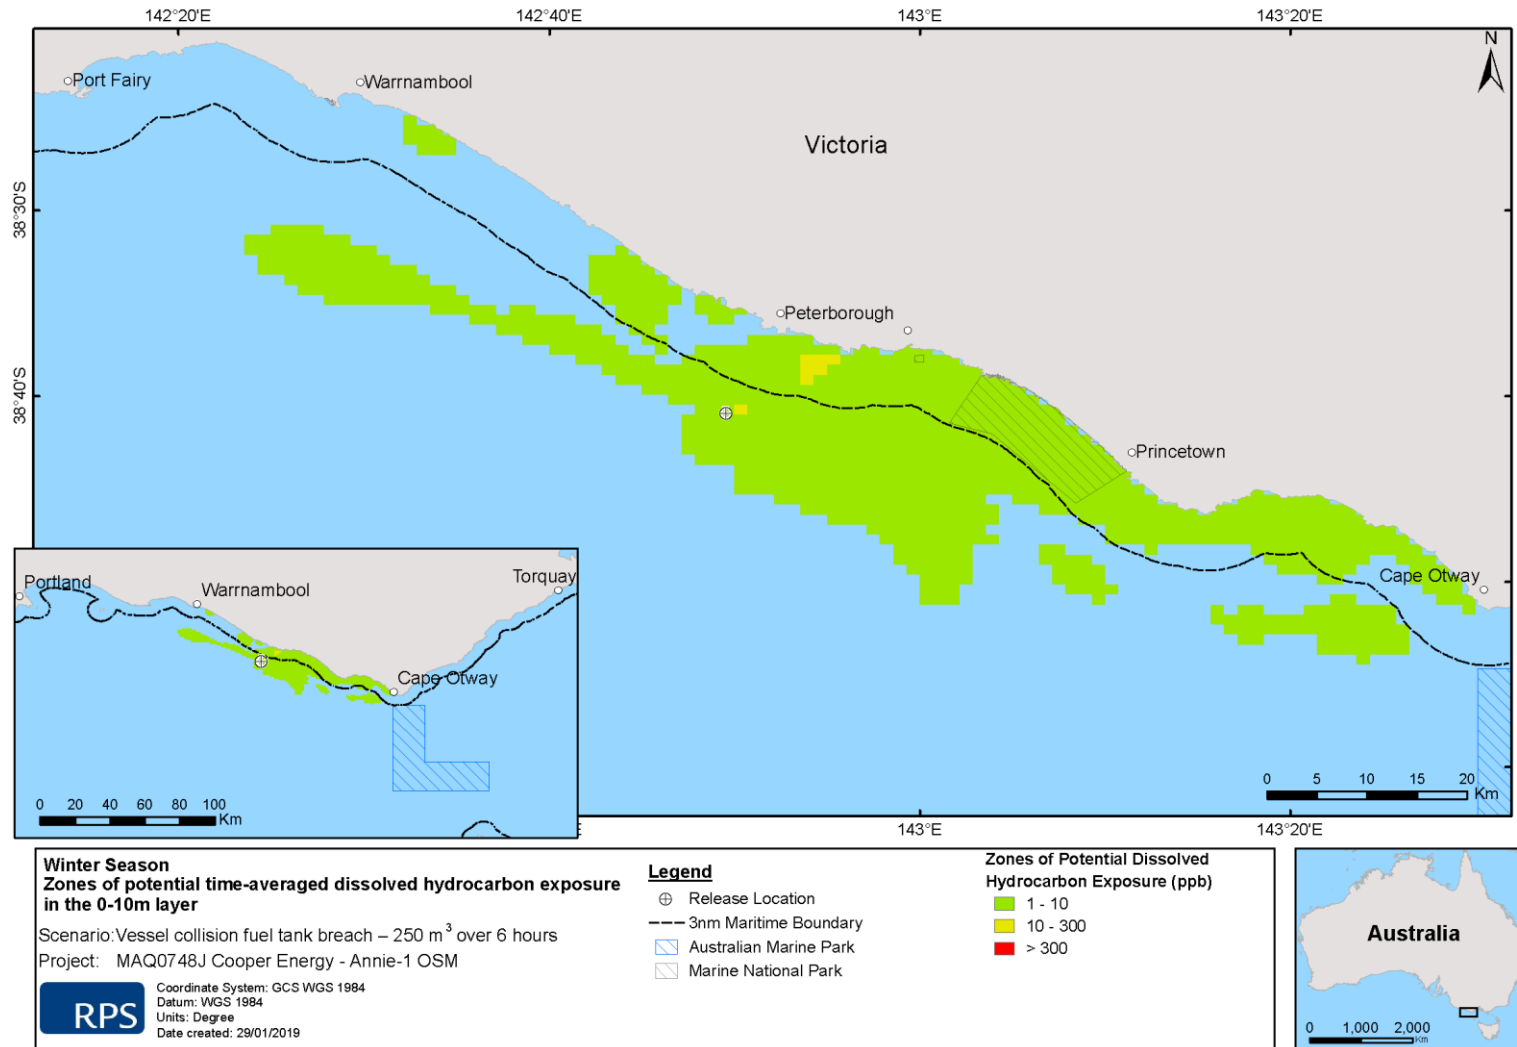 142°20'E
142°40'E
143°E
143°20'E
N
Port Fairy
Warrnambool
Victoria
38°30'S
Peterborough
38°40'S
Princetown
Cape Otway
Portland
Warrnambool
Torquay
Cape Otway
0 20 40 60 80 100
Km
0 5 10 15 20
Km
E
143°E
143°20'E
Winter Season
Zones of potential time-averaged dissolved hydrocarbon exposure
in the 0-10m layer
Scenario:Vessel collision fuel tank breach – 250 m³ over 6 hours
Project: MAQ0748J Cooper Energy - Annie-1 OSM
RPS
Coordinate System: GCS WGS 1984
Datum: WGS 1984
Units: Degree
Date created: 29/01/2019
Legend
Release Location
3nm Maritime Boundary
Australian Marine Park
Marine National Park
Zones of Potential Dissolved
Hydrocarbon Exposure (ppb)
1 - 10
10 - 300
> 300
Australia
0 1,000 2,000
Km